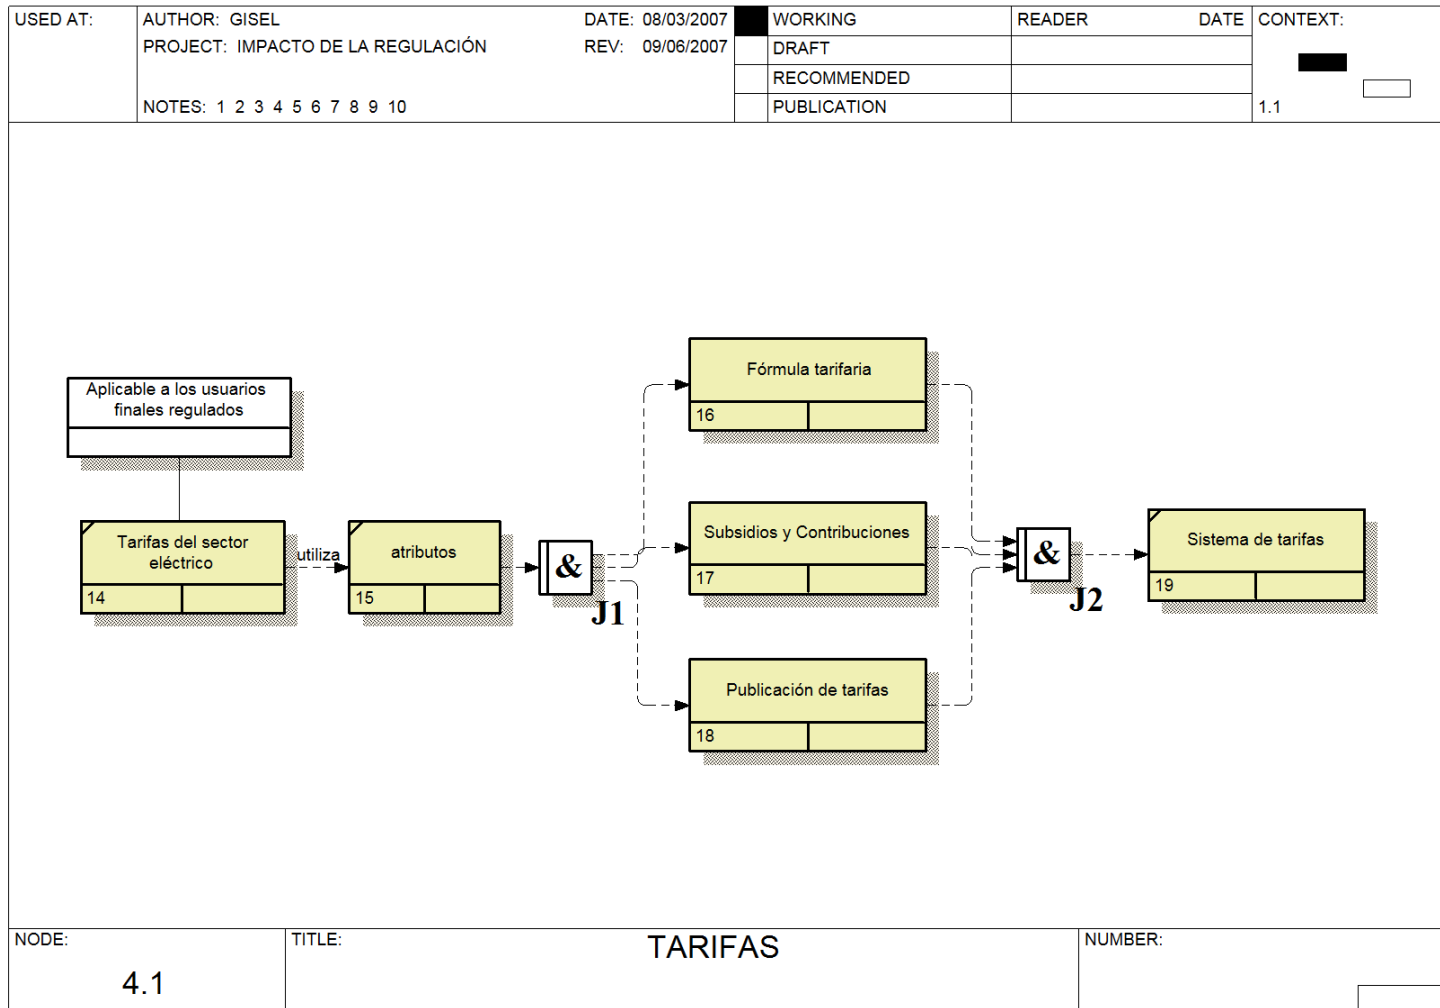 USED AT:
AUTHOR: GISEL
DATE: 08/03/2007
PROJECT: IMPACTO DE LA REGULACIÓN
REV: 09/06/2007
NOTES: 1 2 3 4 5 6 7 8 9 10
WORKING
DRAFT
RECOMMENDED
PUBLICATION
READER DATE
CONTEXT:
1.1
Aplicable a los usuarios
finales regulados
Tarifas del sector
eléctrico
14
utiliza
atributos
15
&
J1
Fórmula tarifaria
16
Subsidios y Contribuciones
17
Publicación de tarifas
18
&
J2
Sistema de tarifas
19
NODE:
4.1
TITLE:
TARIFAS
NUMBER: